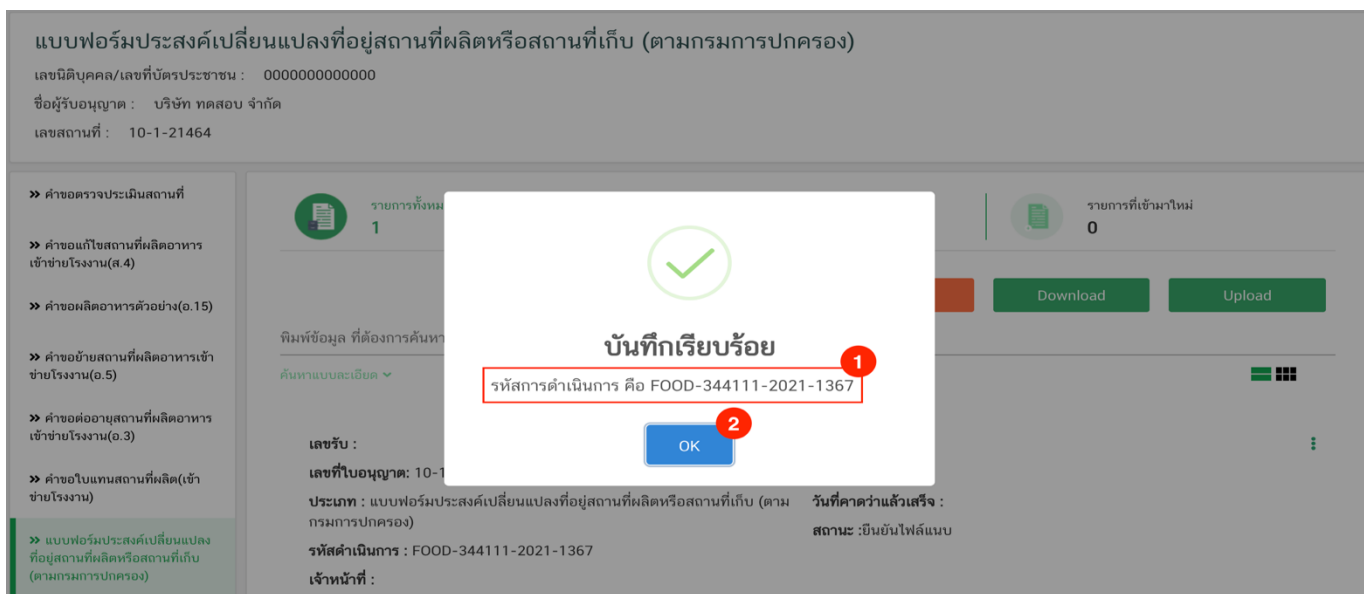 แบบฟอร์มประสงค์เปลี่ยนแปลงที่อยู่สถานที่ผลิตหรือสถานที่เก็บ (ตามกรมการปกครอง)
เลขนิติบุคคล/เลขที่บัตรประชาชน : 0000000000000
ชื่อผู้รับอนุญาต : บริษัท ทดสอบ จำกัด
เลขสถานที่ : 10-1-21464
» คำขอตรวจประเมินสถานที่
» คำขอแก้ไขสถานที่ผลิตอาหาร
เข้าข่ายโรงงาน(ส.4)
» คำขอผลิตอาหารตัวอย่าง(อ.15)
» คำขอย้ายสถานที่ผลิตอาหารเข้า
ข่ายโรงงาน(อ.5)
» คำขอต่ออายุสถานที่ผลิตอาหาร
เข้าข่ายโรงงาน(อ.3)
» คำขอใบแทนสถานที่ผลิต(เข้า
ข่ายโรงงาน)
» แบบฟอร์มประสงค์เปลี่ยนแปลง
ที่อยู่สถานที่ผลิตหรือสถานที่เก็บ
(ตามกรมการปกครอง)
รายการทั้งหม
1
รายการที่เข้ามาใหม่
0
Download
Upload
พิมพ์ข้อมูล ที่ต้องการค้นหา
ค้นหาแบบละเอียด
บันทึกเรียบร้อย
1
รหัสการดำเนินการ คือ FOOD-344111-2021-1367
2
OK
เลขรับ :
เลขที่ใบอนุญาต: 10-1
ประเภท : แบบฟอร์มประสงค์เปลี่ยนแปลงที่อยู่สถานที่ผลิตหรือสถานที่เก็บ (ตาม
กรมการปกครอง)
รหัสดำเนินการ : FOOD-344111-2021-1367
เจ้าหน้าที่ :
วันที่คาดว่าแล้วเสร็จ :
สถานะ :ยืนยันไฟล์แนบ